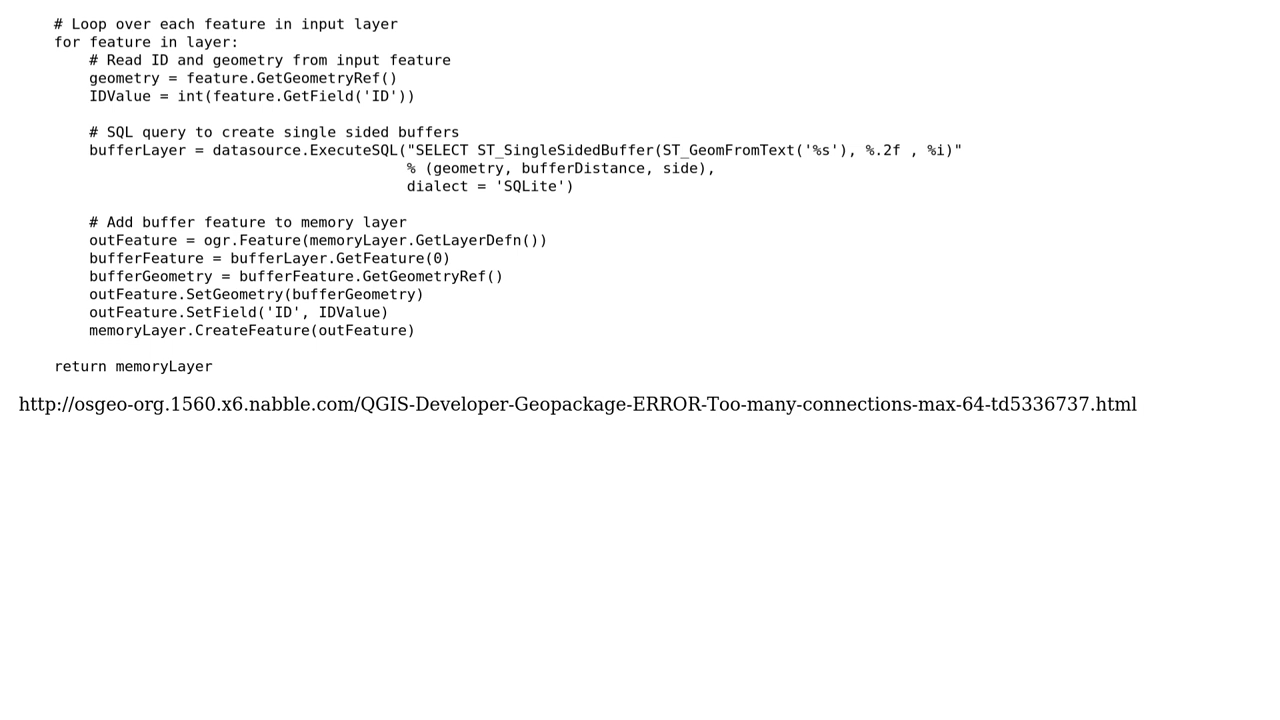 # Loop over each feature in input layer
for feature in layer:
    # Read ID and geometry from input feature
    geometry = feature.GetGeometryRef()
    IDValue = int(feature.GetField('ID'))

    # SQL query to create single sided buffers
    bufferLayer = datasource.ExecuteSQL("SELECT ST_SingleSidedBuffer(ST_GeomFromText('%s'), %.2f , %i)"
                                        % (geometry, bufferDistance, side),
                                        dialect = 'SQLite')

    # Add buffer feature to memory layer
    outFeature = ogr.Feature(memoryLayer.GetLayerDefn())
    bufferFeature = bufferLayer.GetFeature(0)
    bufferGeometry = bufferFeature.GetGeometryRef()
    outFeature.SetGeometry(bufferGeometry)
    outFeature.SetField('ID', IDValue)
    memoryLayer.CreateFeature(outFeature)

return memoryLayer
http://osgeo-org.1560.x6.nabble.com/QGIS-Developer-Geopackage-ERROR-Too-many-connections-max-64-td5336737.html